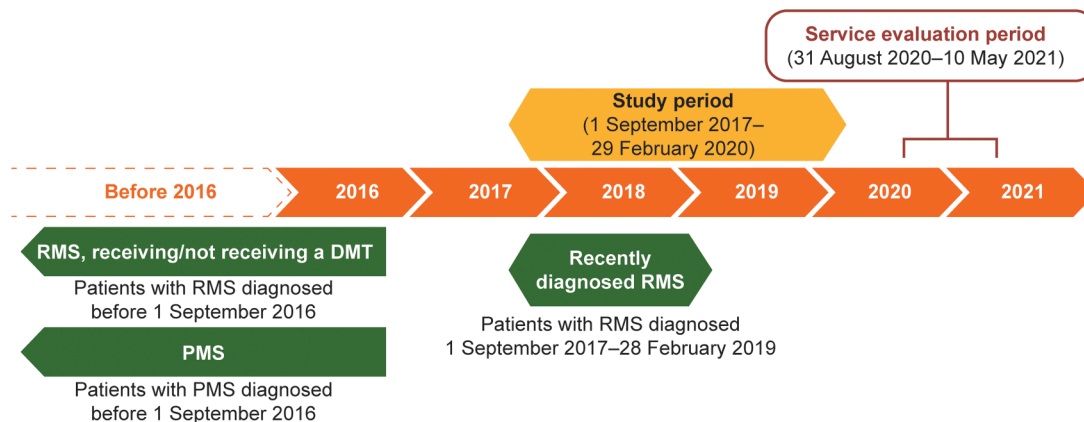 Service evaluation period
(31 August 2020–10 May 2021)
Study period
(1 September 2017–
29 February 2020)
Before 2016
2016
2017
2018
2019
2020
2021
RMS, receiving/not receiving a DMT
Patients with RMS diagnosed
before 1 September 2016
PMS
Patients with PMS diagnosed
before 1 September 2016
Recently
diagnosed RMS
Patients with RMS diagnosed
1 September 2017–28 February 2019